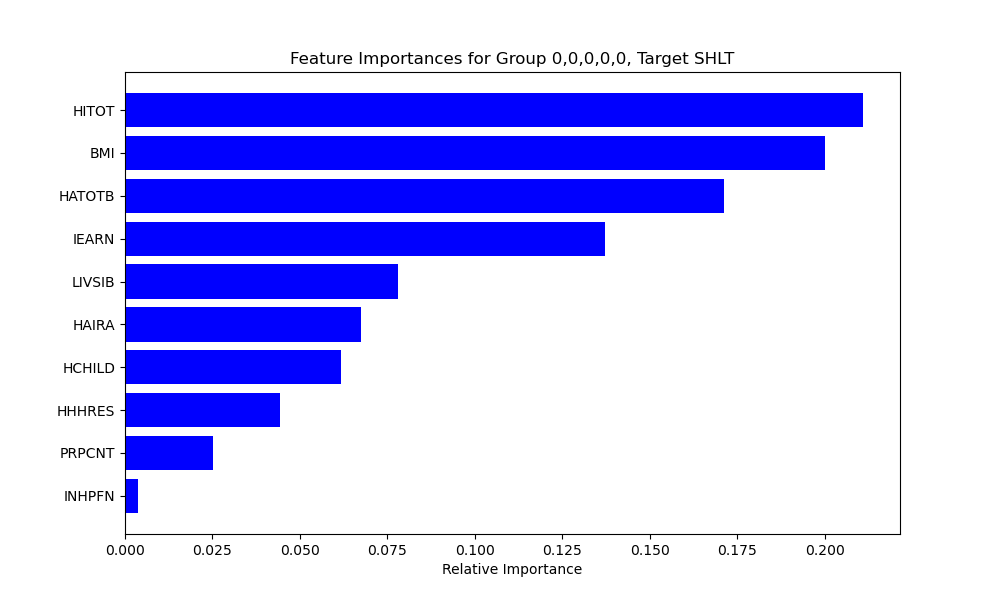 Feature Importances for Group 0,0,0,0,0, Target SHLT
HITOT
BMI
HATOTB
IEARN
LIVSIB
HAIRA
HCHILD
HHHRES
PRPCNT
INHPFN
0.000 0.025 0.050 0.075 0.100 0.125 0.150 0.175 0.200
Relative Importance